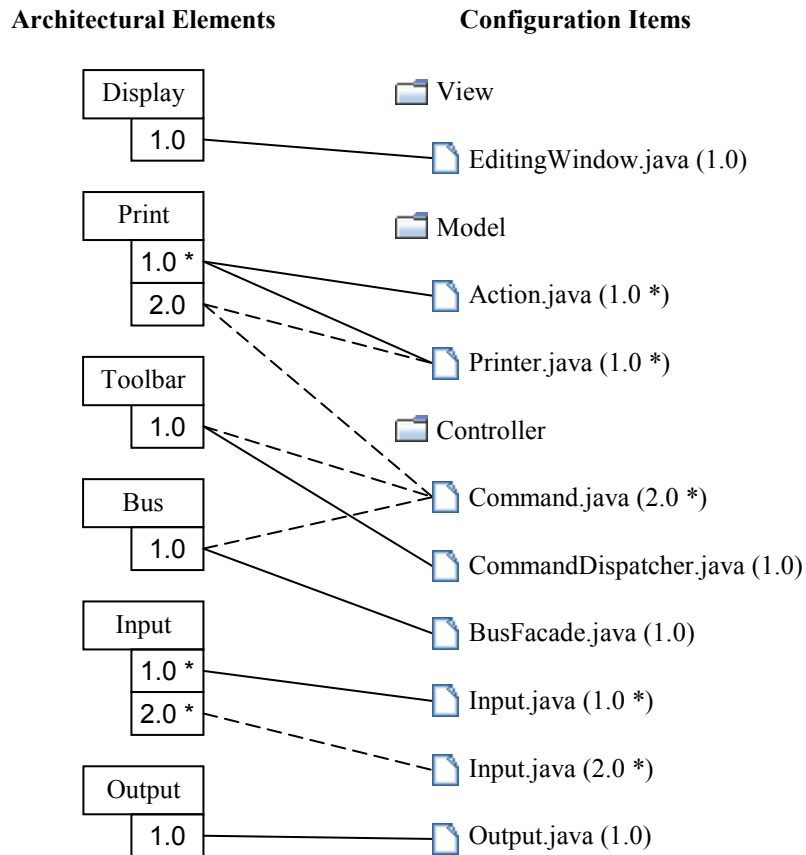 Architectural Elements
Configuration Items
Display
1.0
Print
1.0 *
2.0
Toolbar
1.0
Bus
1.0
Input
1.0 *
2.0 *
Output
1.0
View
EditingWindow.java (1.0)
Model
Action.java (1.0 *)
Printer.java (1.0 *)
Controller
Command.java (2.0 *)
CommandDispatcher.java (1.0)
BusFacade.java (1.0)
Input.java (1.0 *)
Input.java (2.0 *)
Output.java (1.0)